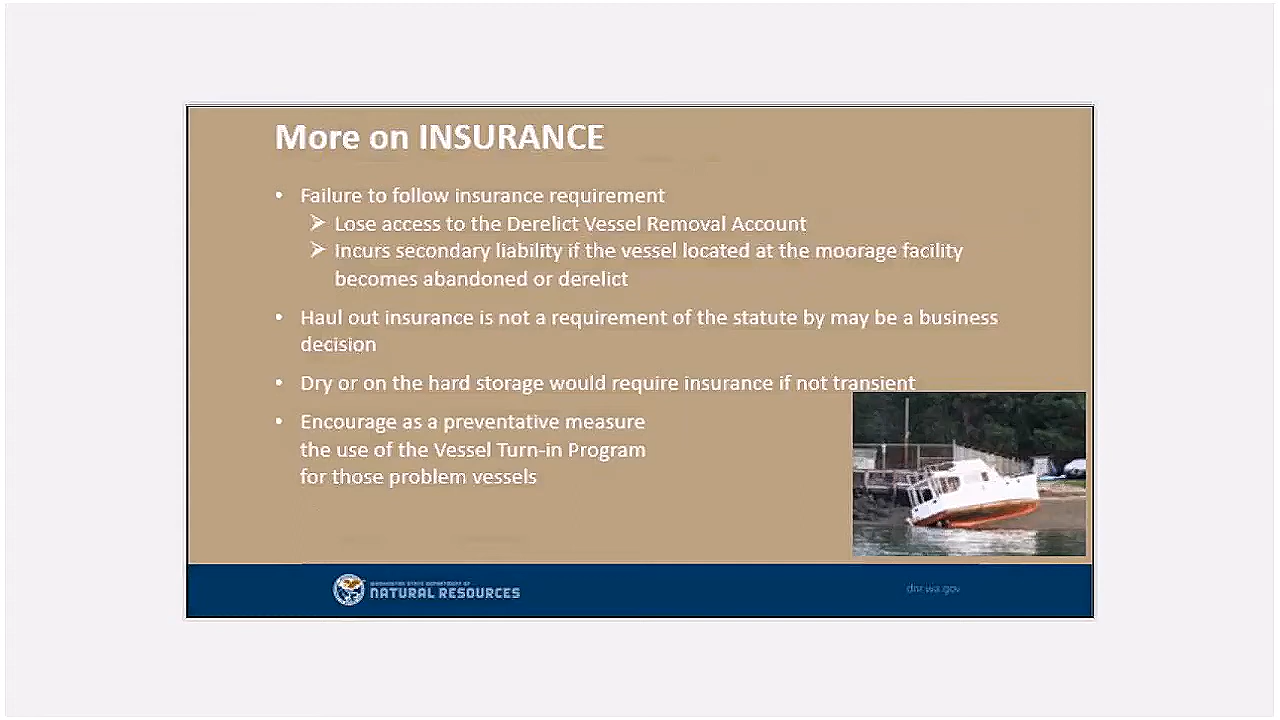 More on INSURANCE
• Failure to follow insurance requirement
➤ Lose access to the Derelict Vessel Removal Account
➤ Incurs secondary liability if the vessel located at the moorage facility
becomes abandoned or derelict
• Haul out insurance is not a requirement of the statute by may be a business
decision
• Dry or on the hard storage would require insurance if not transient
• Encourage as a preventative measure
the use of the Vessel Turn-in Program
for those problem vessels
WASHINGTON STATE DEPARTMENT OF
NATURAL RESOURCES
dnr.wa.gov